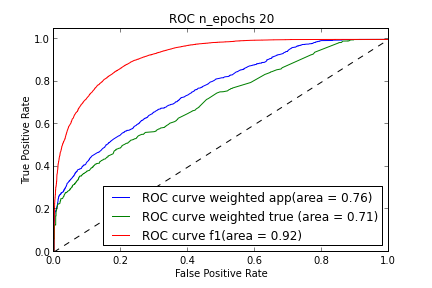 ROC n_epochs 20
True Positive Rate
1.0
0.8
0.6
0.4
0.2
0.0
ROC curve weighted app(area = 0.76)
ROC curve weighted true (area = 0.71)
ROC curve f1(area = 0.92)
0.0 0.2 0.4 0.6 0.8 1.0
False Positive Rate